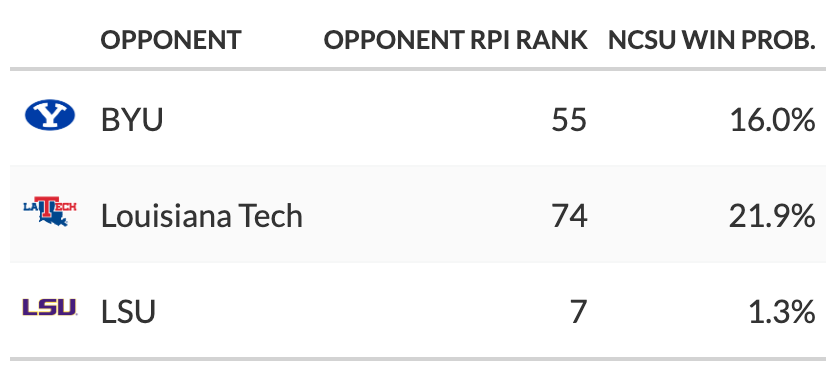 OPPONENT OPPONENT RPI RANK NCSU WIN PROB.
Y BYU 55 16.0%
LA TECH Louisiana Tech 74 21.9%
LSU LSU 7 1.3%